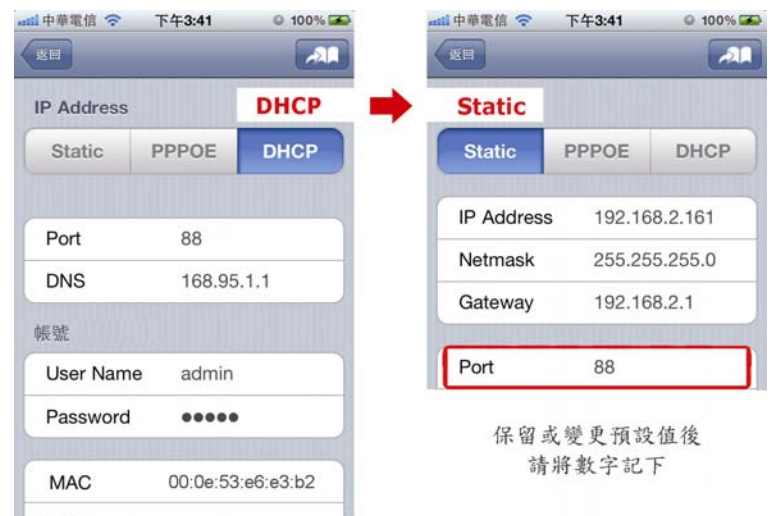 中華電信 下午3:41 100%
返回
IP Address DHCP
Static PPPOE DHCP
Port 88
DNS 168.95.1.1
帳號
User Name admin
Password ●●●●●
MAC 00:0e:53:e6:e3:b2
中華電信 下午3:41 100%
返回
Static
Static PPPOE DHCP
IP Address 192.168.2.161
Netmask 255.255.255.0
Gateway 192.168.2.1
Port 88
保留或變更預設值後
請將數字記下